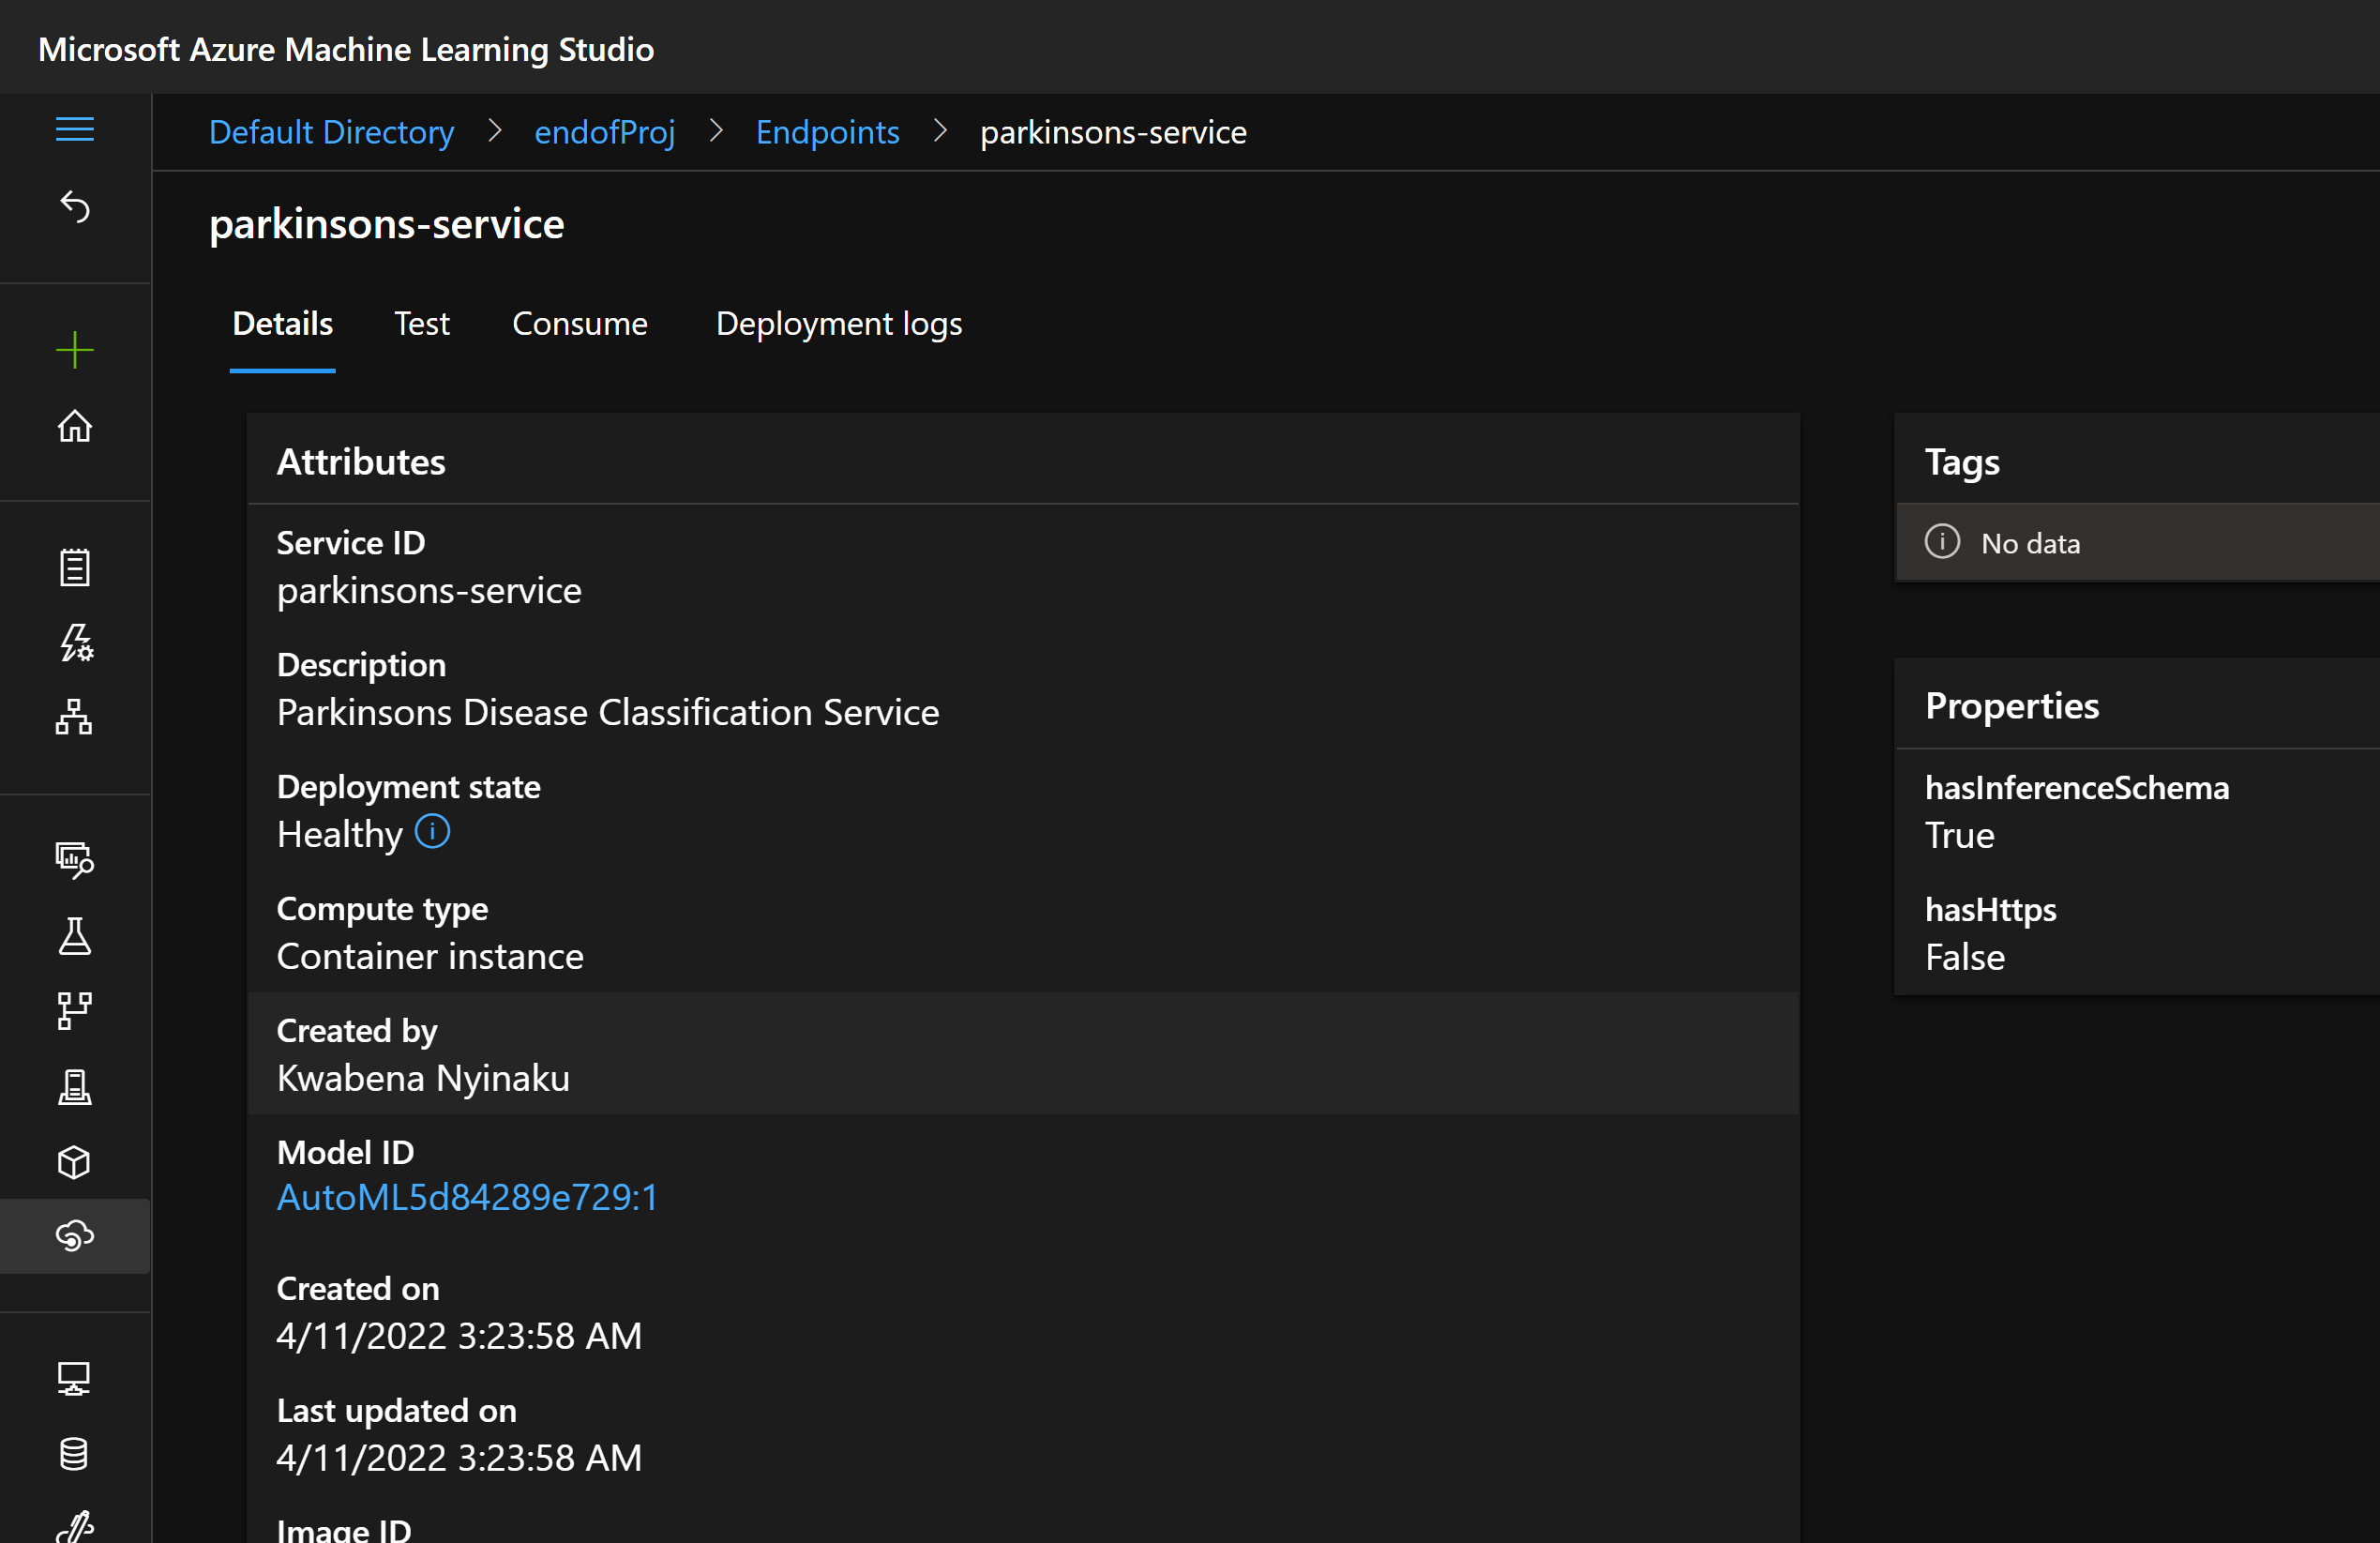 Microsoft Azure Machine Learning Studio
Default Directory > endofProj > Endpoints > parkinsons-service
parkinsons-service
Details Test Consume Deployment logs
Attributes
Service ID
parkinsons-service
Description
Parkinsons Disease Classification Service
Deployment state
Healthy
Compute type
Container instance
Created by
Kwabena Nyinaku
Model ID
AutoML5d84289e729:1
Created on
4/11/2022 3:23:58 AM
Last updated on
4/11/2022 3:23:58 AM
Image ID
Tags
No data
Properties
hasInferenceSchema
True
hasHttps
False